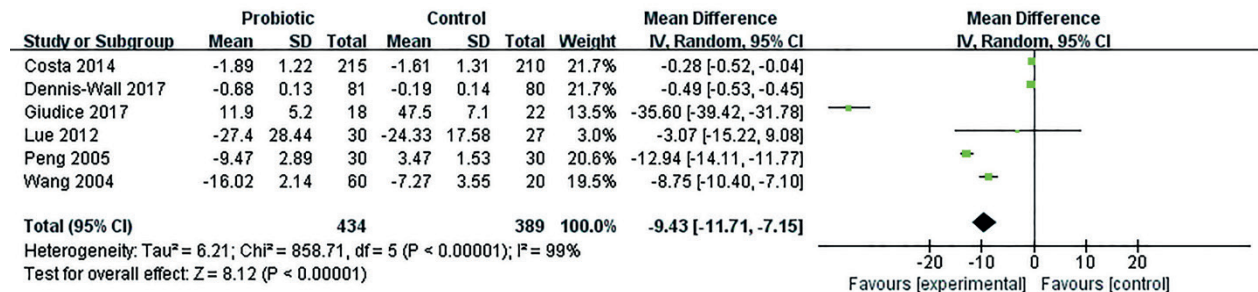 Probiotic Control Mean Difference Mean Difference
Study or Subgroup Mean SD Total Mean SD Total Weight IV, Random, 95% CI IV, Random, 95% CI
Costa 2014 -1.89 1.22 215 -1.61 1.31 210 21.7% -0.28 [-0.52, -0.04]
Dennis-Wall 2017 -0.68 0.13 81 -0.19 0.14 80 21.7% -0.49 [-0.53, -0.45]
Giudice 2017 11.9 5.2 18 47.5 7.1 22 13.5% -35.60 [-39.42, -31.78]
Lue 2012 -27.4 28.44 30 -24.33 17.58 27 3.0% -3.07 [-15.22, 9.08]
Peng 2005 -9.47 2.89 30 3.47 1.53 30 20.6% -12.94 [-14.11, -11.77]
Wang 2004 -16.02 2.14 60 -7.27 3.55 20 19.5% -8.75 [-10.40, -7.10]
Total (95% CI) 434 389 100.0% -9.43 [-11.71, -7.15]
Heterogeneity: Tau² = 6.21; Chi² = 858.71, df = 5 (P < 0.00001); I² = 99%
Test for overall effect: Z = 8.12 (P < 0.00001)
-20 -10 0 10 20
Favours [experimental] Favours [control]